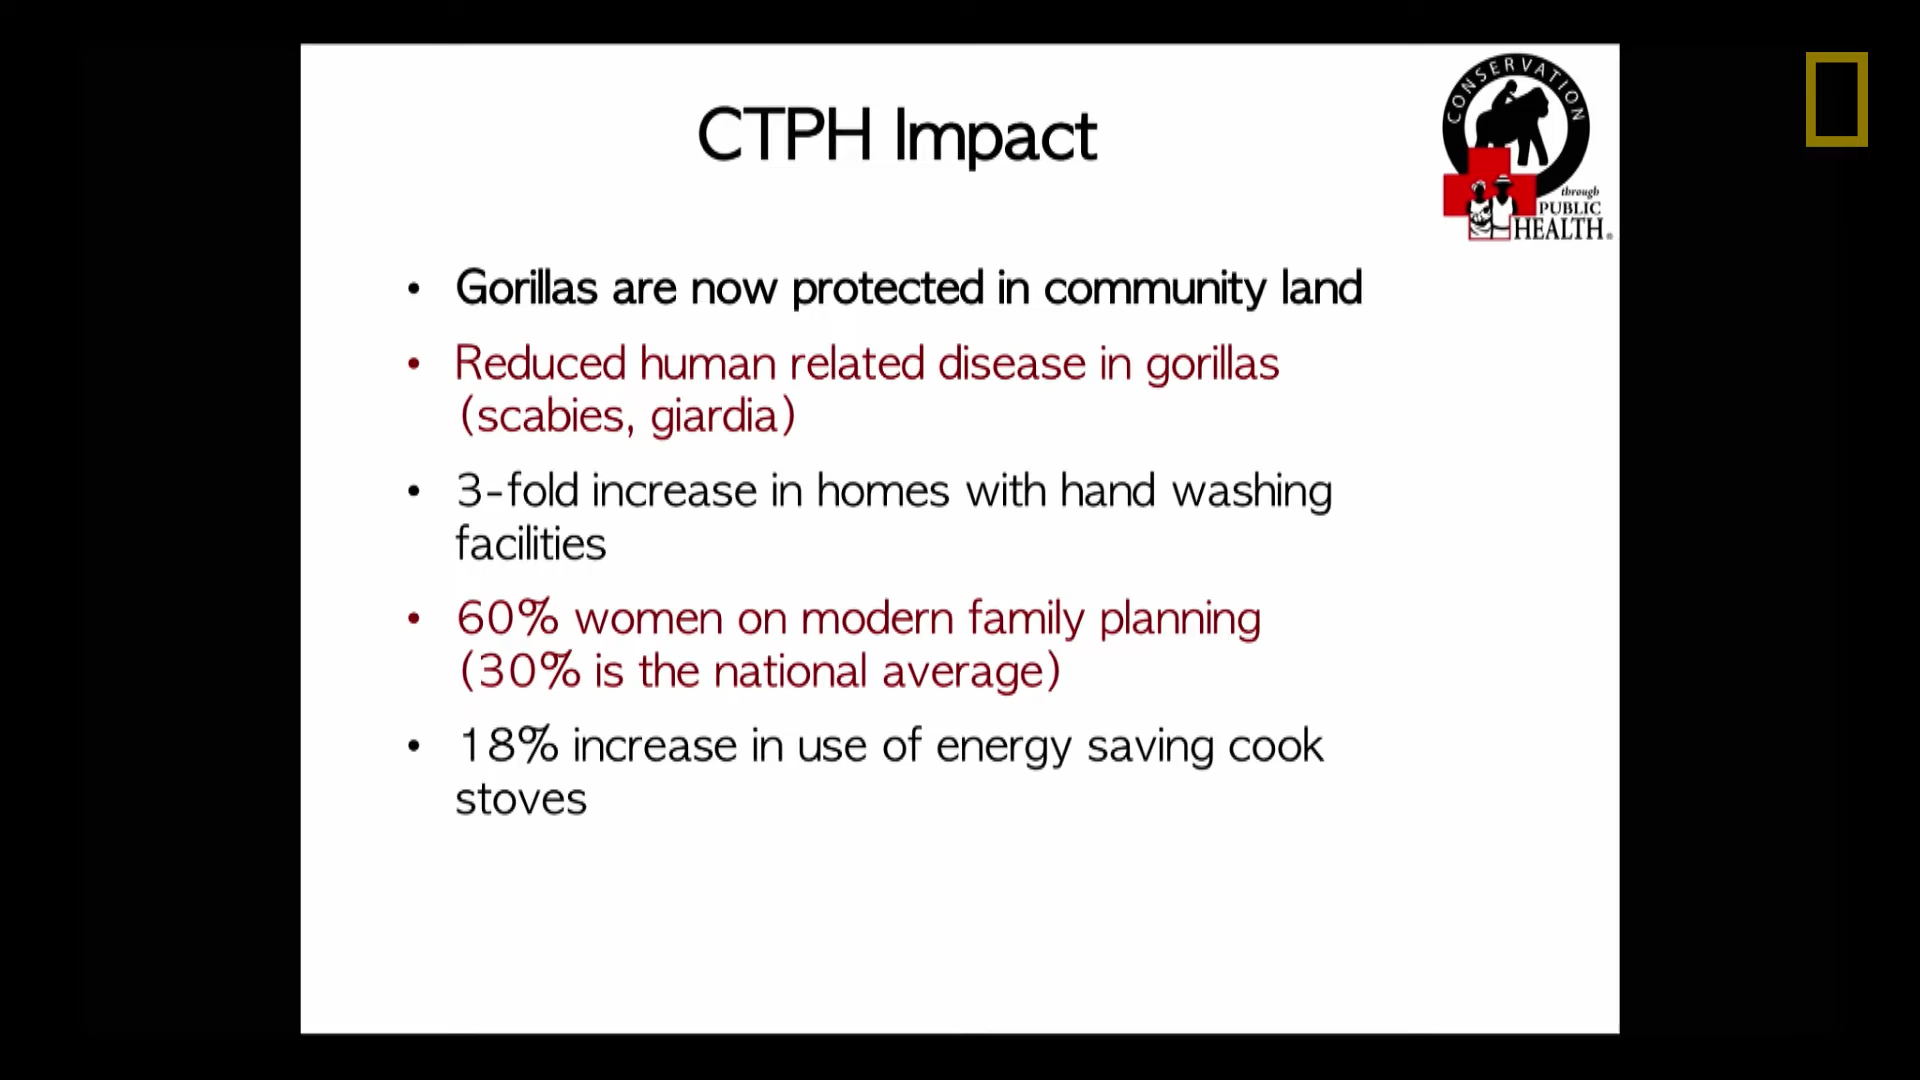 CTPH Impact
CONSERVATION
through
PUBLIC
HEALTH®
• Gorillas are now protected in community land
• Reduced human related disease in gorillas
(scabies, giardia)
• 3-fold increase in homes with hand washing
facilities
• 60% women on modern family planning
(30% is the national average)
• 18% increase in use of energy saving cook
stoves